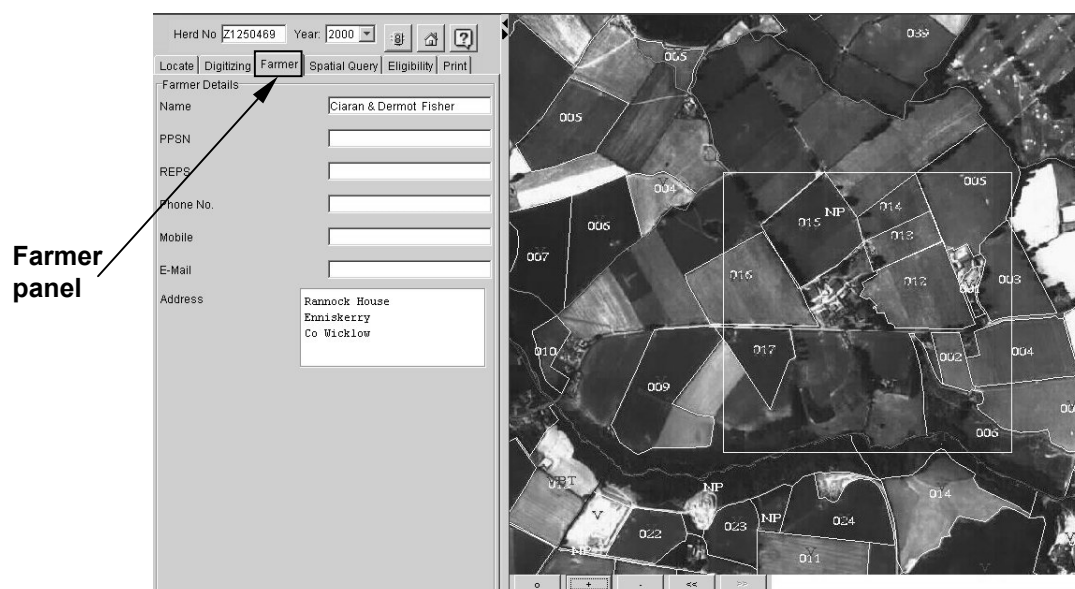 Herd No Z1250469 Year: 2000
Locate Digitizing Farmer Spatial Query Eligibility Print
Farmer Details
Name Ciaran & Dermot Fisher
PPSN
REPS
Phone No.
Mobile
E-Mail
Address Rannock House
Enniskerry
Co Wicklow
Farmer
panel
039
005
005
004
006
007
015 NP
014
013
005
016
012
003
010
017
002
004
009
006
NP
V
014
022
023
NP
024
NP
011
V
o + - << >>